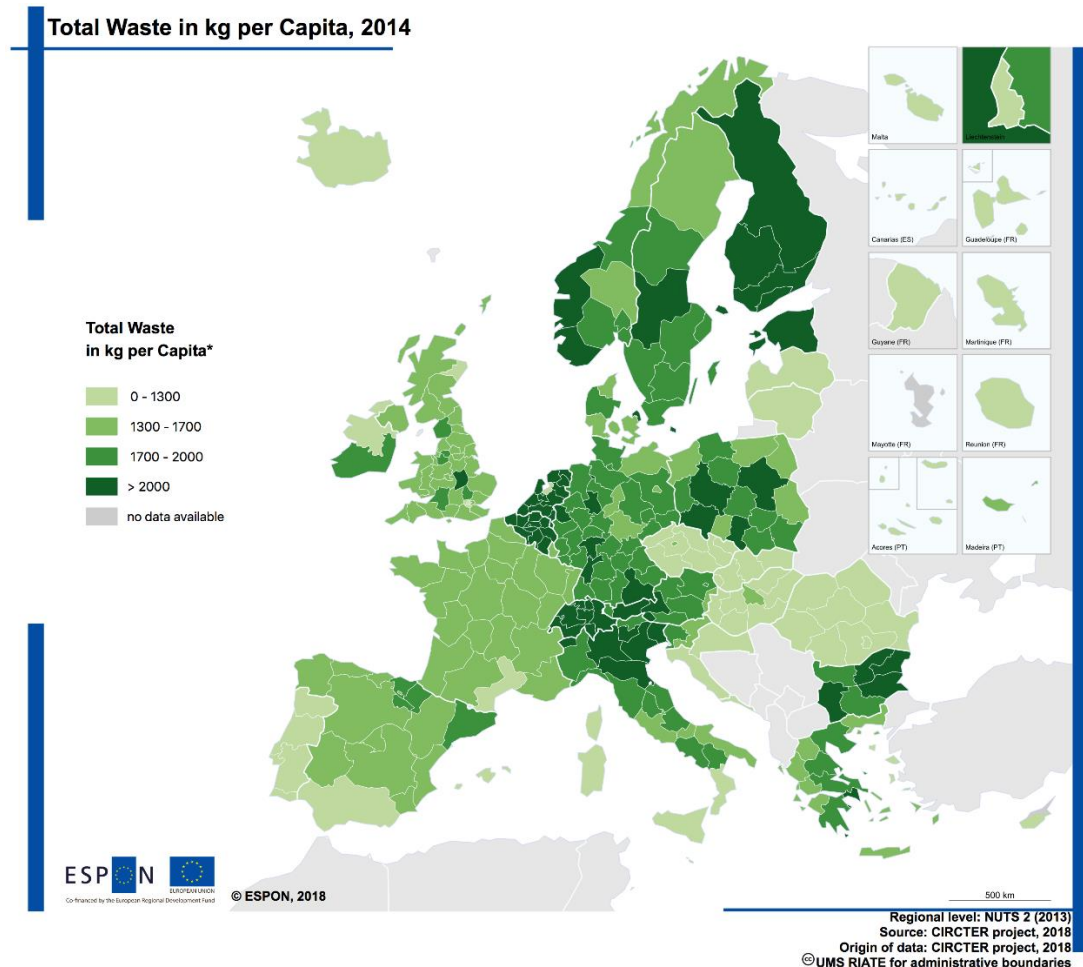 Total Waste in kg per Capita, 2014
Malta
Liechtenstein
Canarias (ES)
Guadeloupe (FR)
Guyane (FR)
Martinique (FR)
Mayotte (FR)
Reunion (FR)
Acores (PT)
Madeira (PT)
Total Waste
in kg per Capita*
0 - 1300
1300 - 1700
1700 - 2000
> 2000
no data available
ESPON
EUROPEAN UNION
Co-financed by the European Regional Development Fund
© ESPON, 2018
500 km
Regional level: NUTS 2 (2013)
Source: CIRCTER project, 2018
Origin of data: CIRCTER project, 2018
(cc) UMS RIATE for administrative boundaries